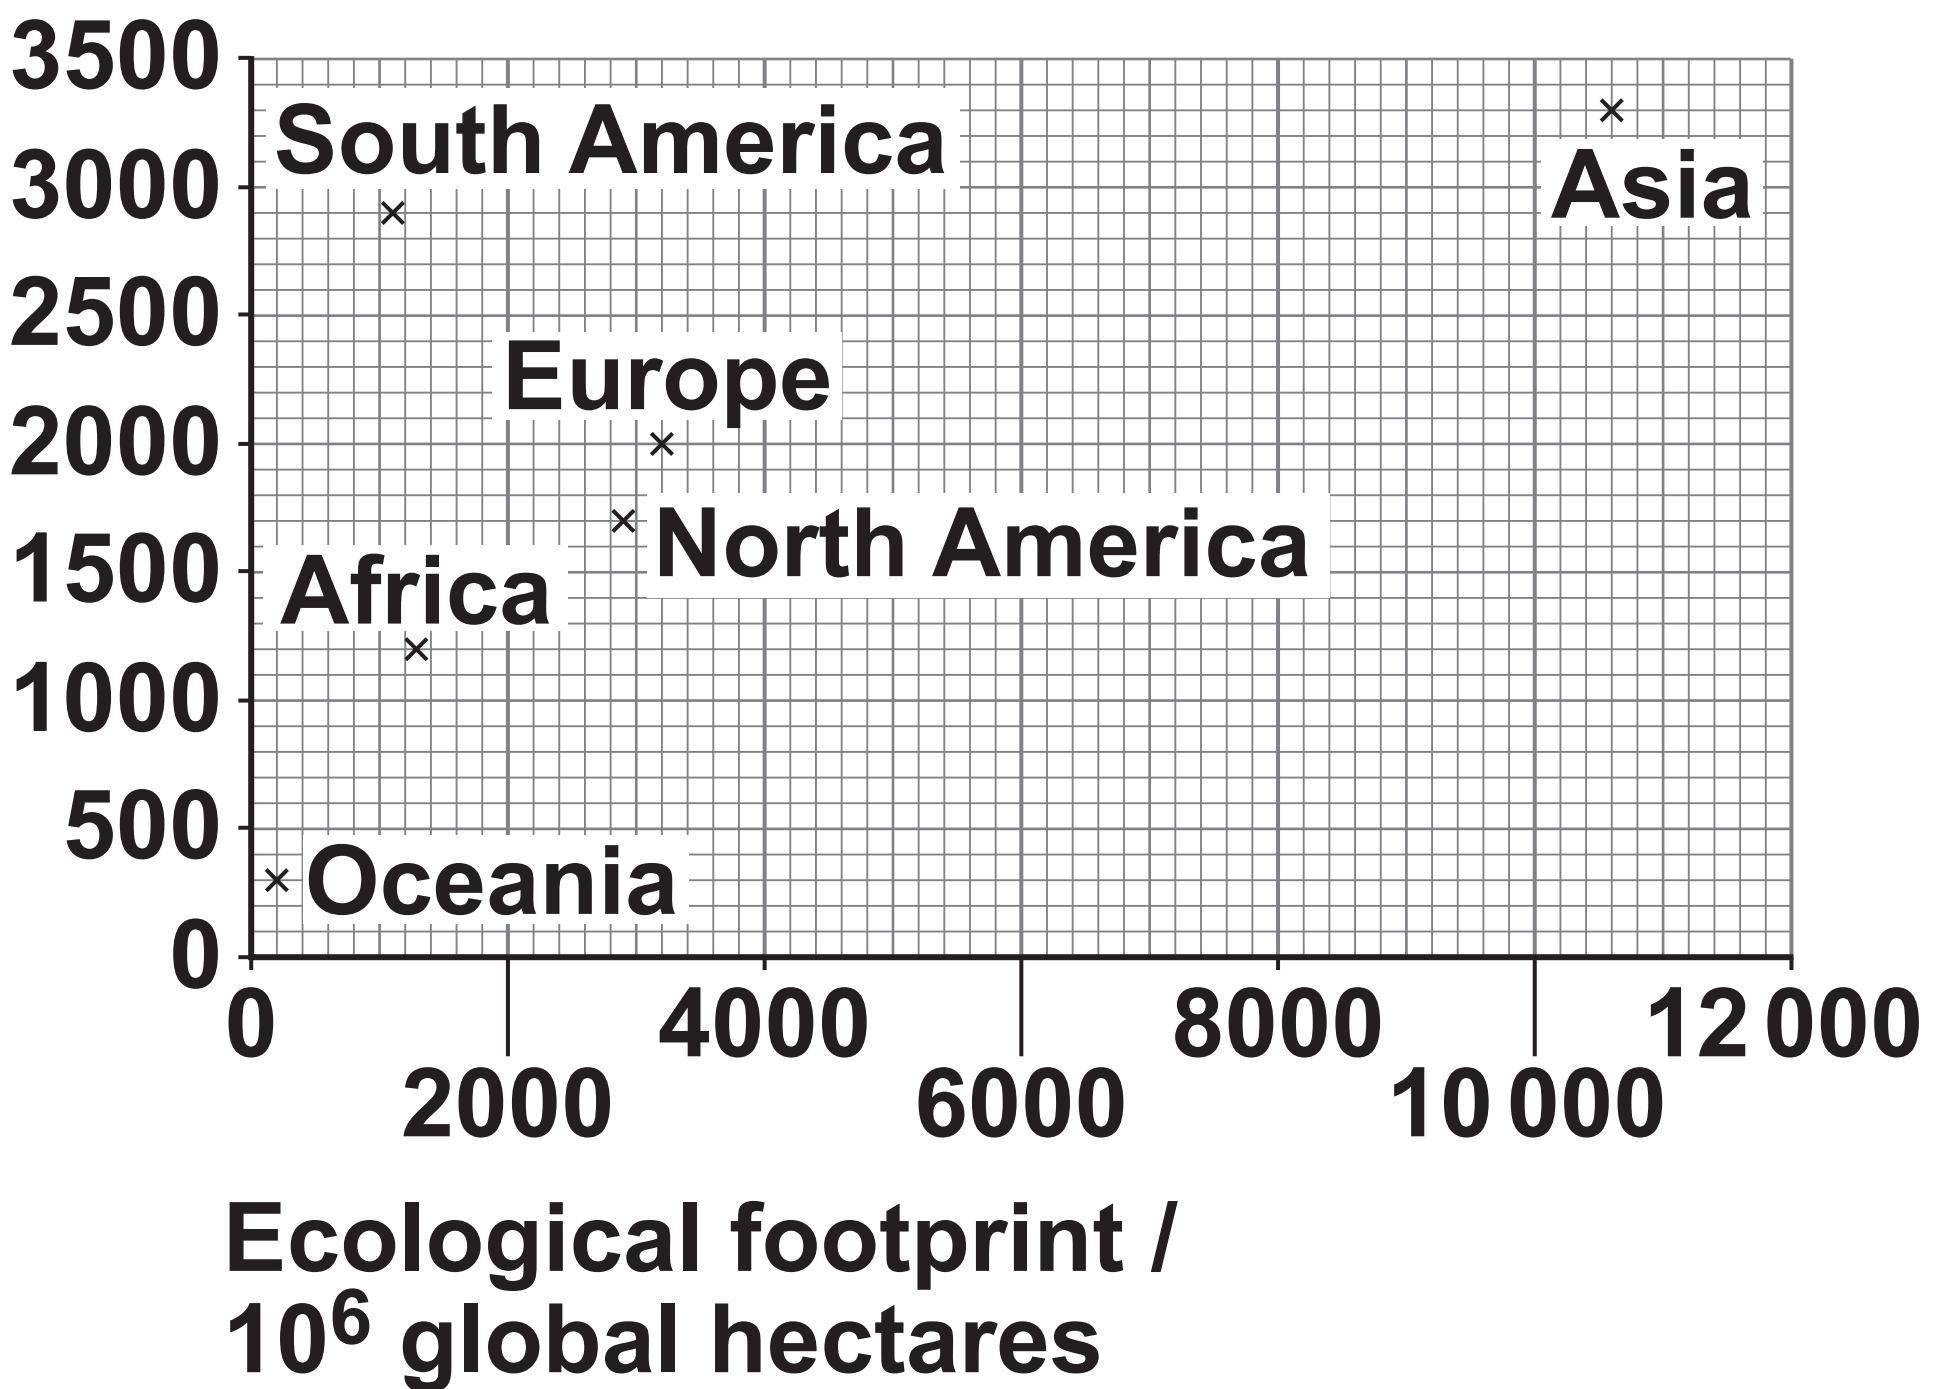 3500
South America
Asia
3000
2500
Europe
2000
North America
1500
Africa
1000
500
Oceania
0
0 4000 8000 12 000
2000 6000 10 000
Ecological footprint /
10⁶ global hectares